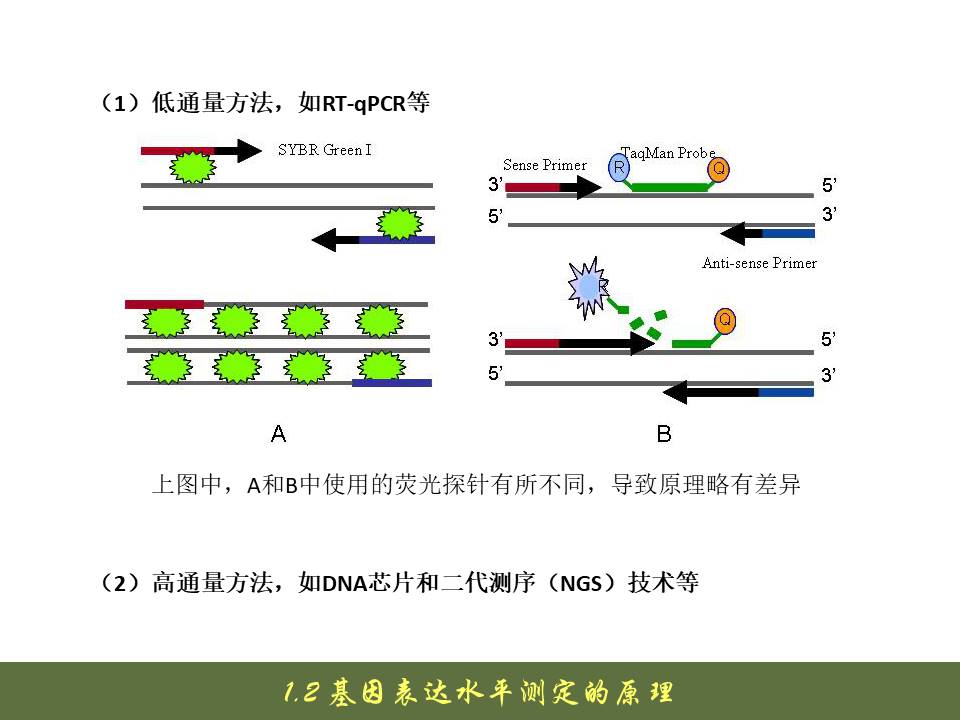 （1）低通量方法，如RT-qPCR等
SYBR Green I
Sense Primer
TaqMan Probe
R
Q
3’
5’
5’
3’
Anti-sense Primer
R
Q
3’
5’
5’
3’
A
B
上图中，A和B中使用的荧光探针有所不同，导致原理略有差异
（2）高通量方法，如DNA芯片和二代测序（NGS）技术等
1.2 基因表达水平测定的原理